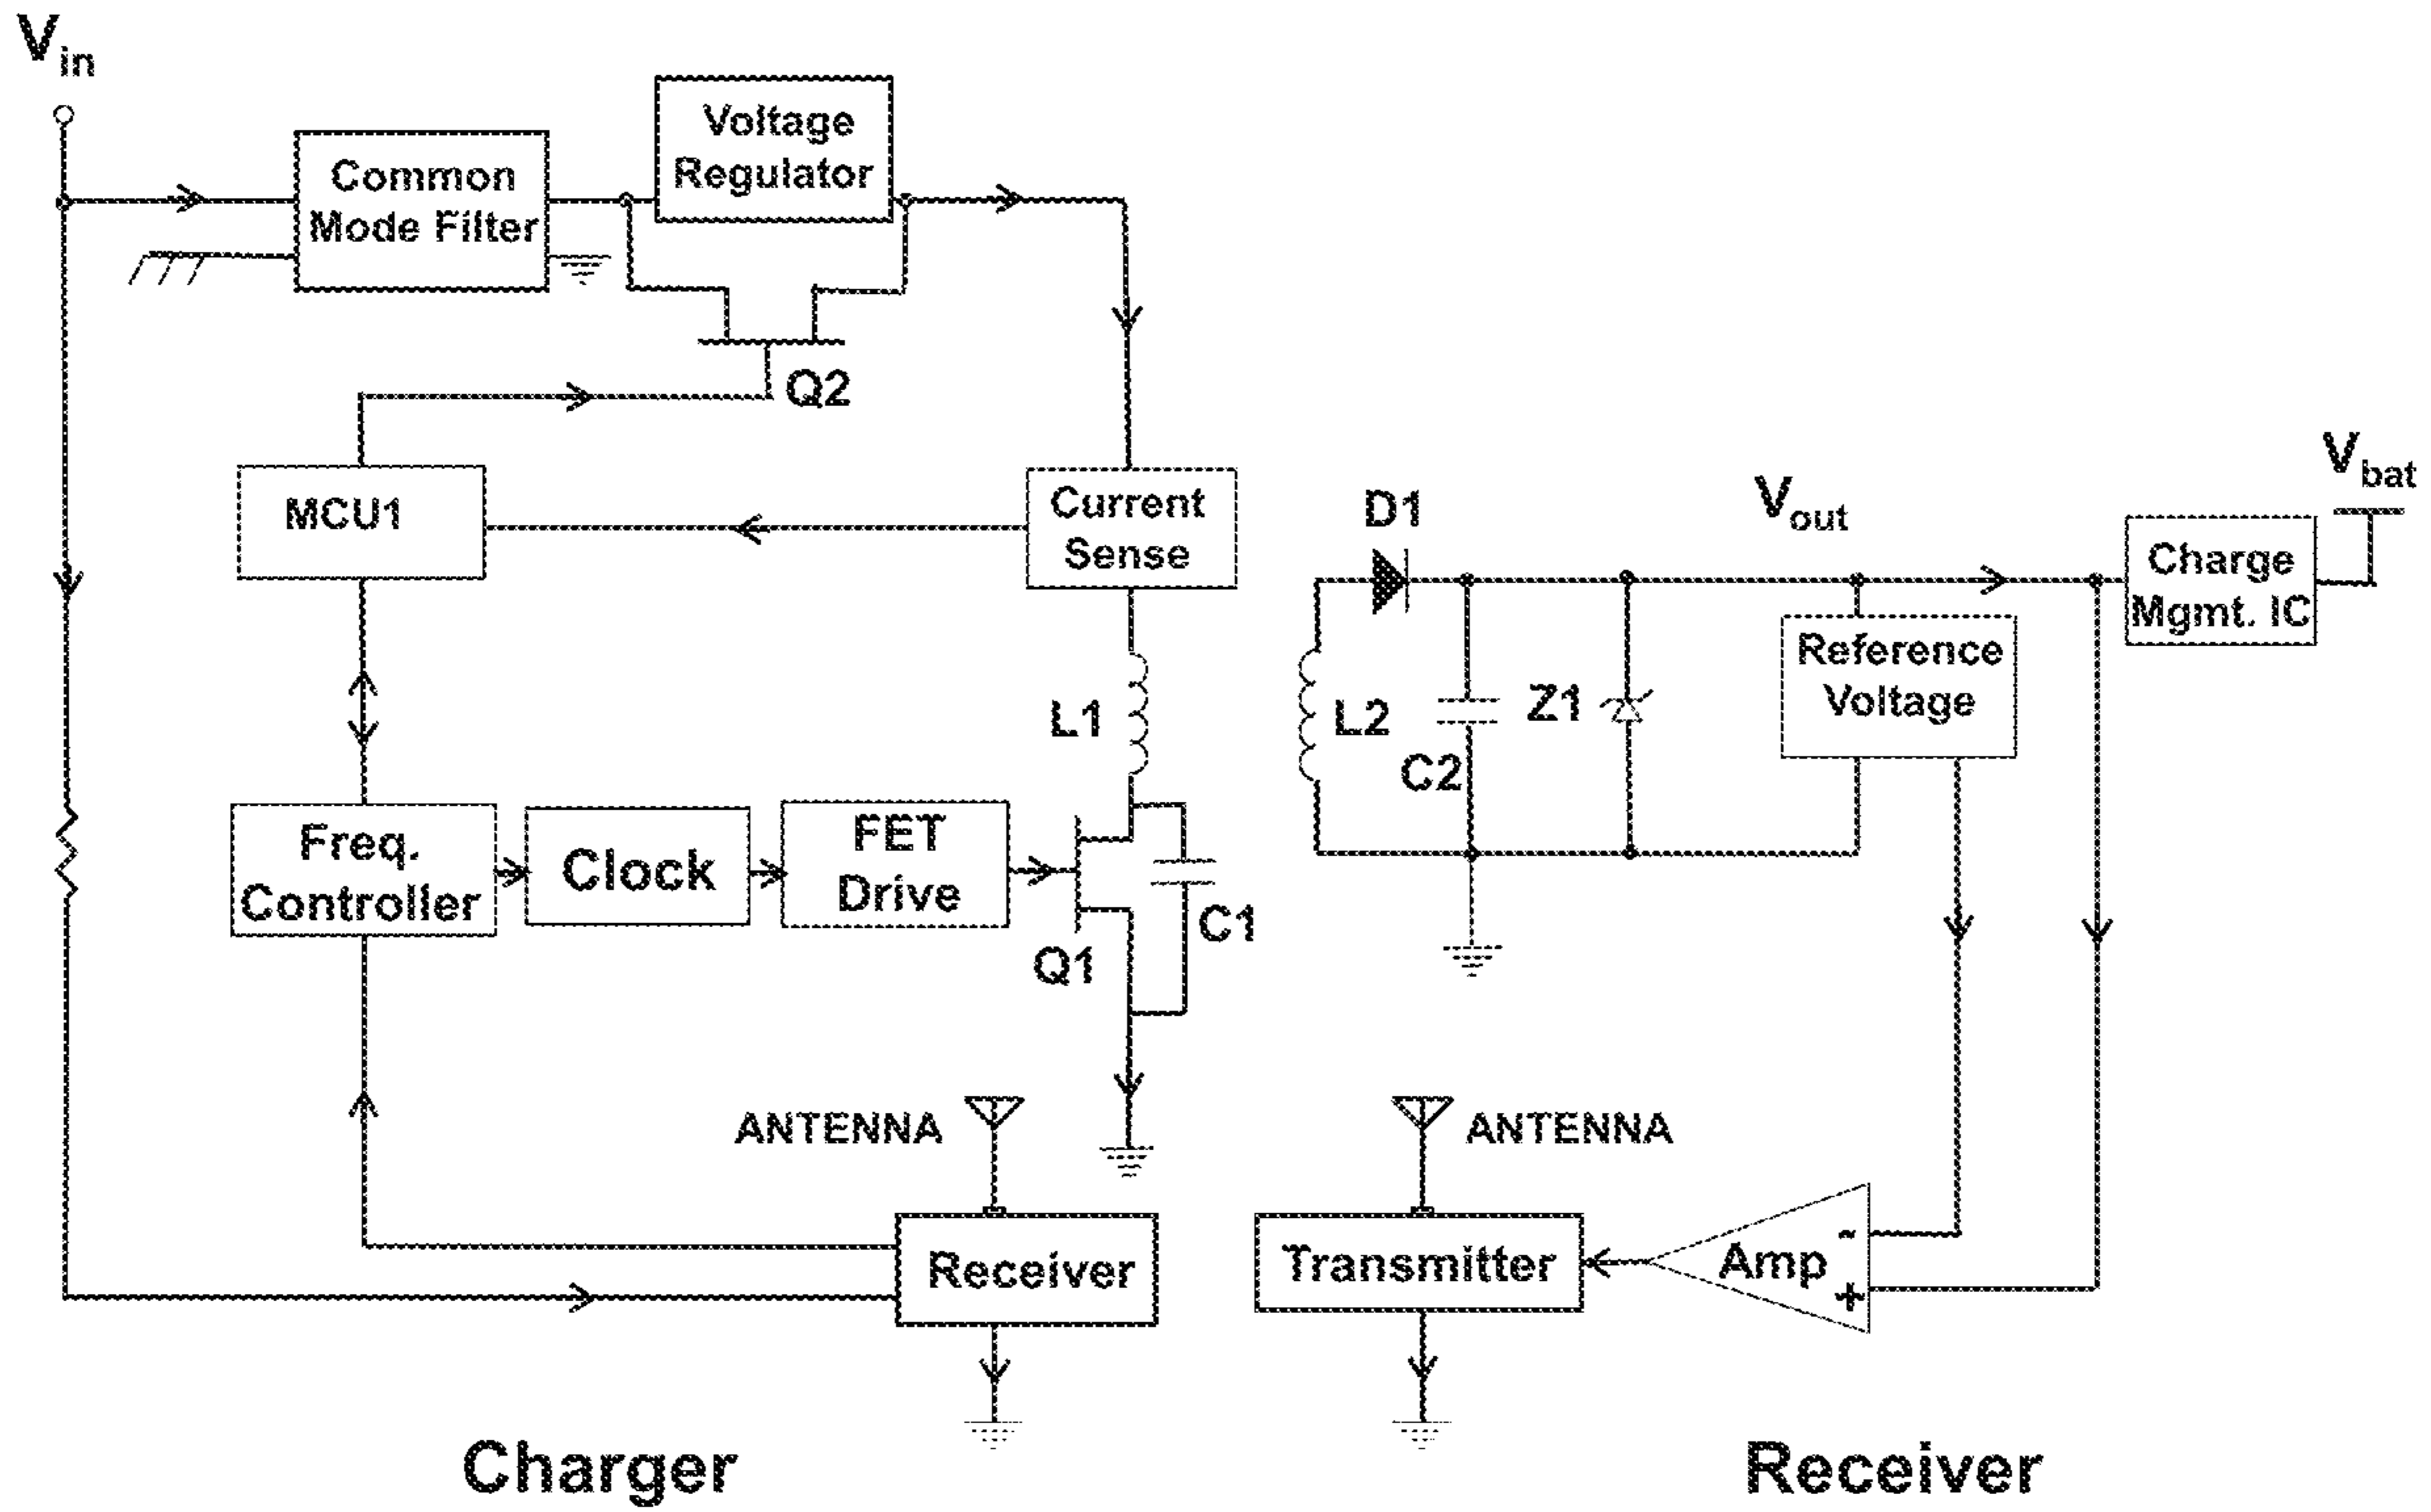 Vin
Voltage
Regulator
Common
Mode Filter
Q2
MCU1
Current
Sense
D1
Vout
Vbat
Charge
Mgmt. IC
Reference
Voltage
L1
L2
Z1
C2
Freq.
Controller
Clock
FET
Drive
C1
Q1
ANTENNA
ANTENNA
Receiver
Transmitter
Amp
-
+
Charger
Receiver